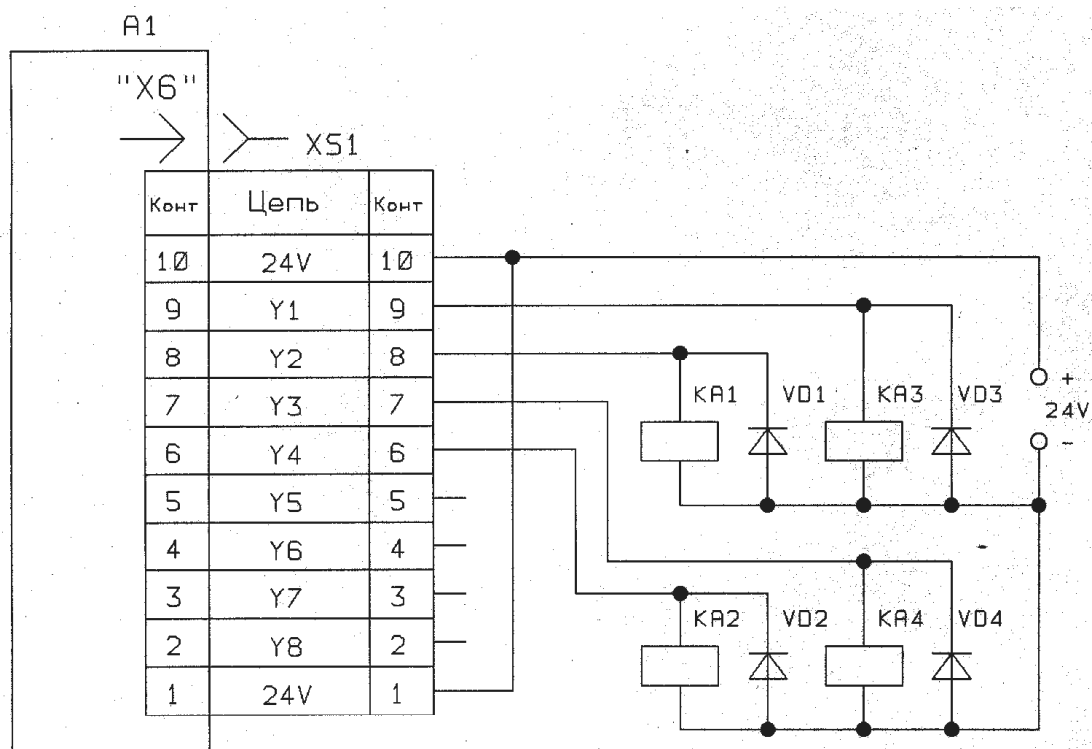 A1
"X6"
XS1
Конт Цепь Конт
10 24V 10
9 Y1 9
8 Y2 8
7 Y3 7
6 Y4 6
5 Y5 5
4 Y6 4
3 Y7 3
2 Y8 2
1 24V 1
KA1 VD1 KA3 VD3
+
24V
-
KA2 VD2 KA4 VD4